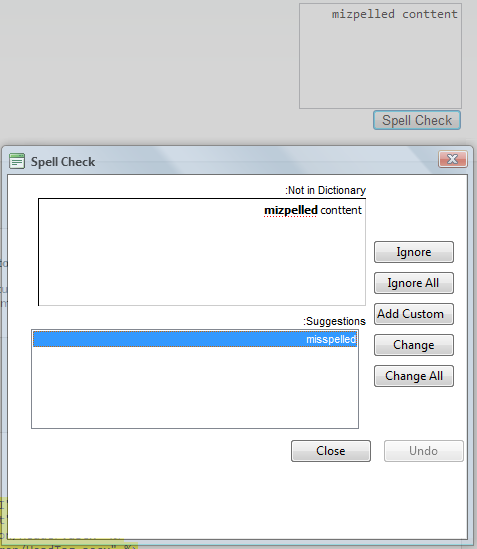 mizpelled conttent
Spell Check
Spell Check
:Not in Dictionary
mizpelled conttent
Ignore
Ignore All
Add Custom
Change
Change All
:Suggestions
misspelled
Close
Undo